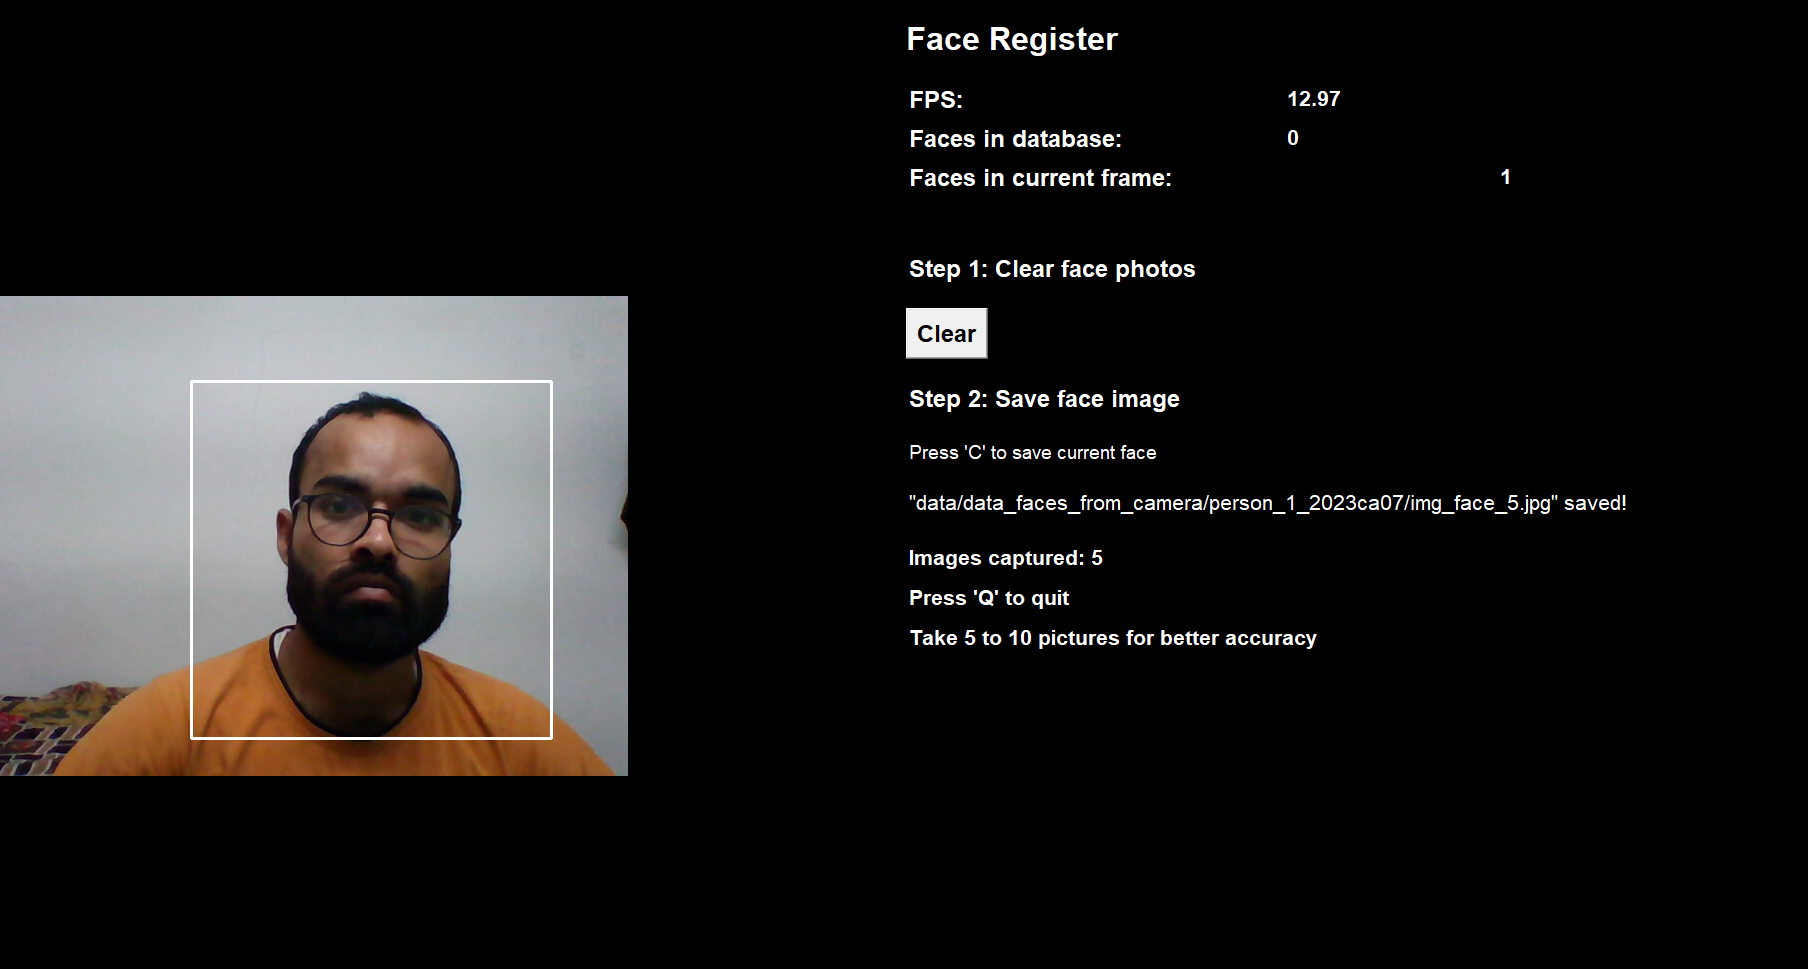 Face Register
FPS: 12.97
Faces in database: 0
Faces in current frame: 1
Step 1: Clear face photos
Clear
Step 2: Save face image
Press 'C' to save current face
"data/data_faces_from_camera/person_1_2023ca07/img_face_5.jpg" saved!
Images captured: 5
Press 'Q' to quit
Take 5 to 10 pictures for better accuracy